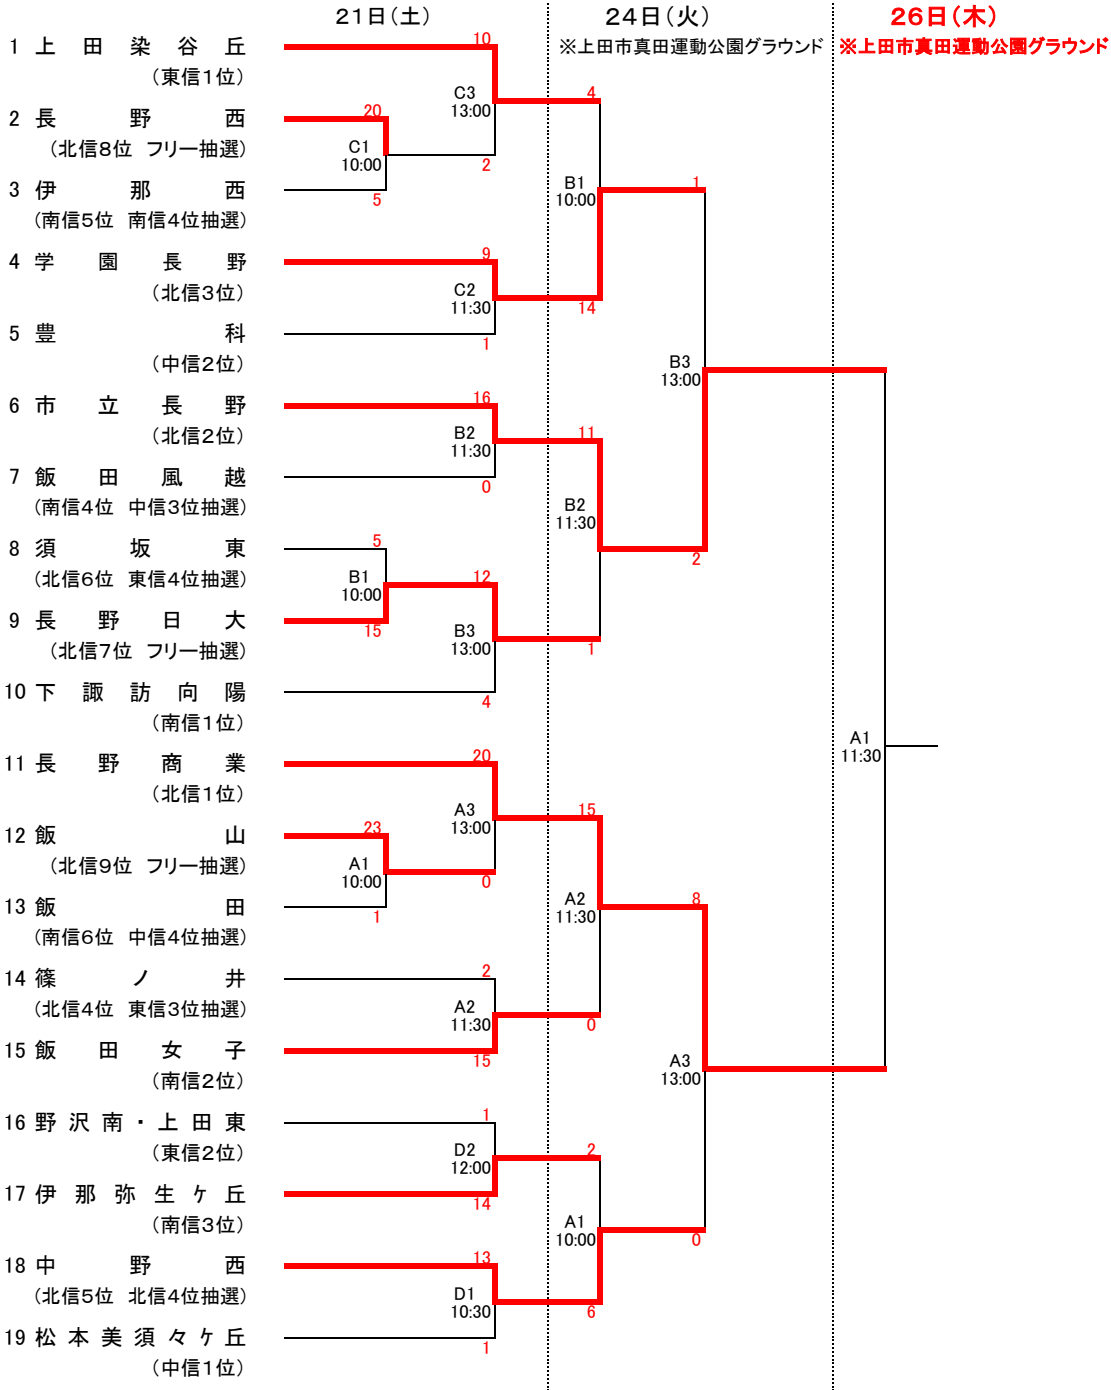 21日(土)
24日(火)
26日(木)
※上田市真田運動公園グラウンド
※上田市真田運動公園グラウンド
1 上田染谷丘
(東信1位)
10
C3
13:00
4
2 長野西
(北信8位 フリー抽選)
20
C1
10:00
2
3 伊那西
(南信5位 南信4位抽選)
5
B1
10:00
1
4 学園長野
(北信3位)
9
C2
11:30
14
5 豊科
(中信2位)
1
B3
13:00
6 市立長野
(北信2位)
16
B2
11:30
11
7 飯田風越
(南信4位 中信3位抽選)
0
B2
11:30
8 須坂東
(北信6位 東信4位抽選)
5
B1
10:00
12
2
9 長野日大
(北信7位 フリー抽選)
15
B3
13:00
1
10 下諏訪向陽
(南信1位)
4
A1
11:30
11 長野商業
(北信1位)
20
A3
13:00
15
12 飯山
(北信9位 フリー抽選)
23
A1
10:00
0
13 飯田
(南信6位 中信4位抽選)
1
A2
11:30
8
14 篠ノ井
(北信4位 東信3位抽選)
2
A2
11:30
0
15 飯田女子
(南信2位)
15
A3
13:00
16 野沢南・上田東
(東信2位)
1
D2
12:00
2
17 伊那弥生ケ丘
(南信3位)
14
A1
10:00
0
18 中野西
(北信5位 北信4位抽選)
13
D1
10:30
6
19 松本美須々ケ丘
(中信1位)
1